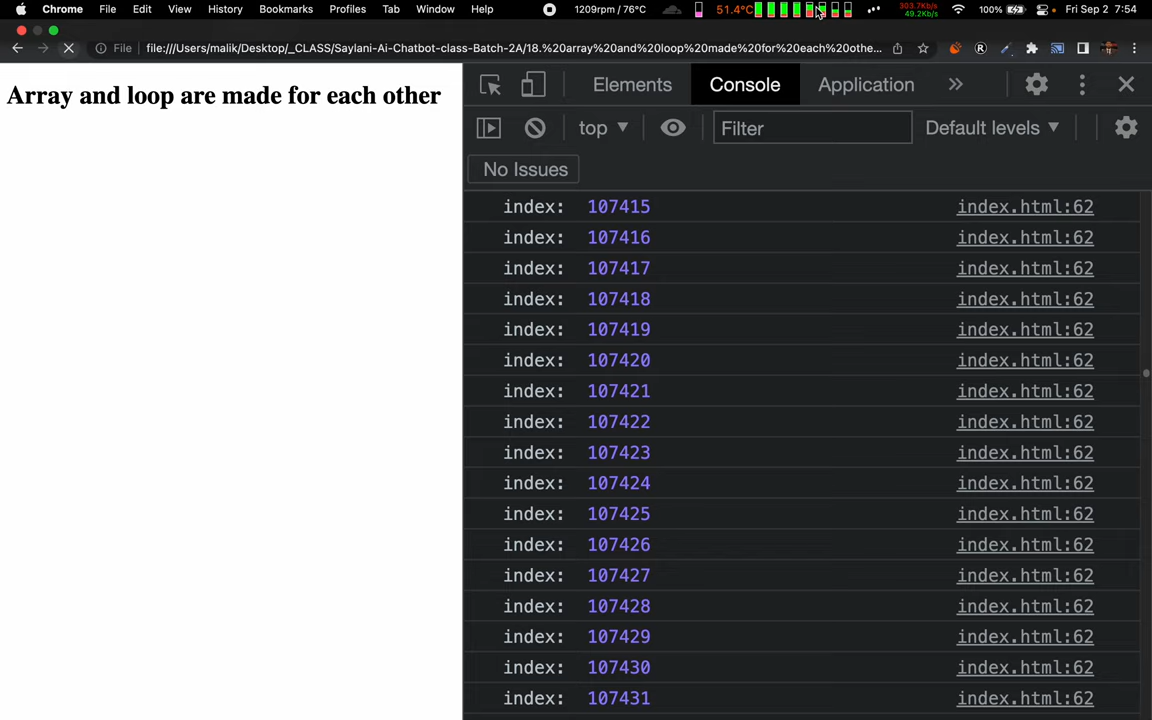 Chrome File Edit View History Bookmarks Profiles Tab Window Help 1209rpm / 76°C 51.4°C 303.7Kb/s 49.2Kb/s 100% Fri Sep 2 7:54
File file:///Users/malik/Desktop/_CLASS/Saylani-Ai-Chatbot-class-Batch-2A/18.%20array%20and%20loop%20made%20for%20each%20othe...
Array and loop are made for each other
Elements Console Application
top Filter Default levels
No Issues
index: 107415 index.html:62
index: 107416 index.html:62
index: 107417 index.html:62
index: 107418 index.html:62
index: 107419 index.html:62
index: 107420 index.html:62
index: 107421 index.html:62
index: 107422 index.html:62
index: 107423 index.html:62
index: 107424 index.html:62
index: 107425 index.html:62
index: 107426 index.html:62
index: 107427 index.html:62
index: 107428 index.html:62
index: 107429 index.html:62
index: 107430 index.html:62
index: 107431 index.html:62